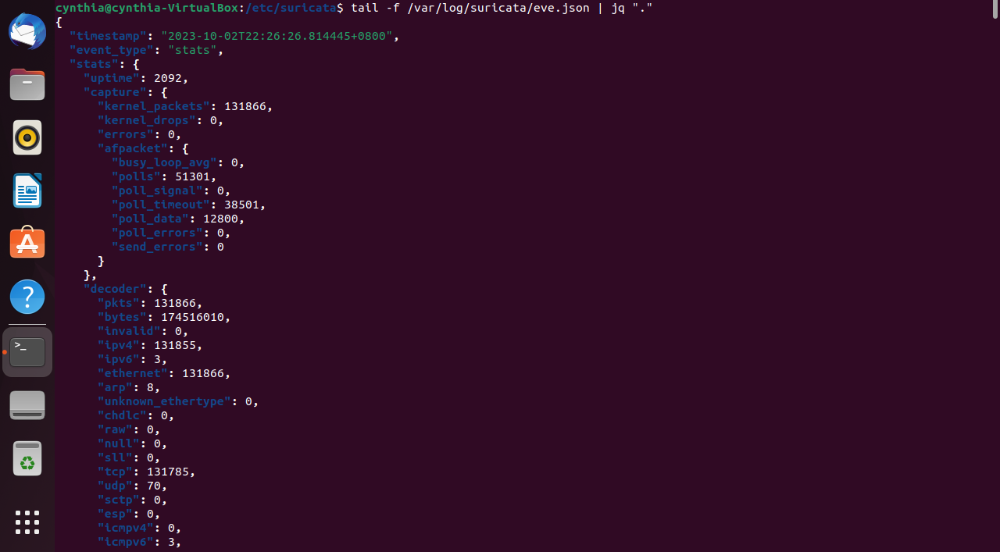 cynthia@cynthia-VirtualBox:/etc/suricata$ tail -f /var/log/suricata/eve.json | jq "."
{
  "timestamp": "2023-10-02T22:26:26.814445+0800",
  "event_type": "stats",
  "stats": {
    "uptime": 2092,
    "capture": {
      "kernel_packets": 131866,
      "kernel_drops": 0,
      "errors": 0,
      "afpacket": {
        "busy_loop_avg": 0,
        "polls": 51301,
        "poll_signal": 0,
        "poll_timeout": 38501,
        "poll_data": 12800,
        "poll_errors": 0,
        "send_errors": 0
      }
    },
    "decoder": {
      "pkts": 131866,
      "bytes": 174516010,
      "invalid": 0,
      "ipv4": 131855,
      "ipv6": 3,
      "ethernet": 131866,
      "arp": 8,
      "unknown_ethertype": 0,
      "chdlc": 0,
      "raw": 0,
      "null": 0,
      "sll": 0,
      "tcp": 131785,
      "udp": 70,
      "sctp": 0,
      "esp": 0,
      "icmpv4": 0,
      "icmpv6": 3,